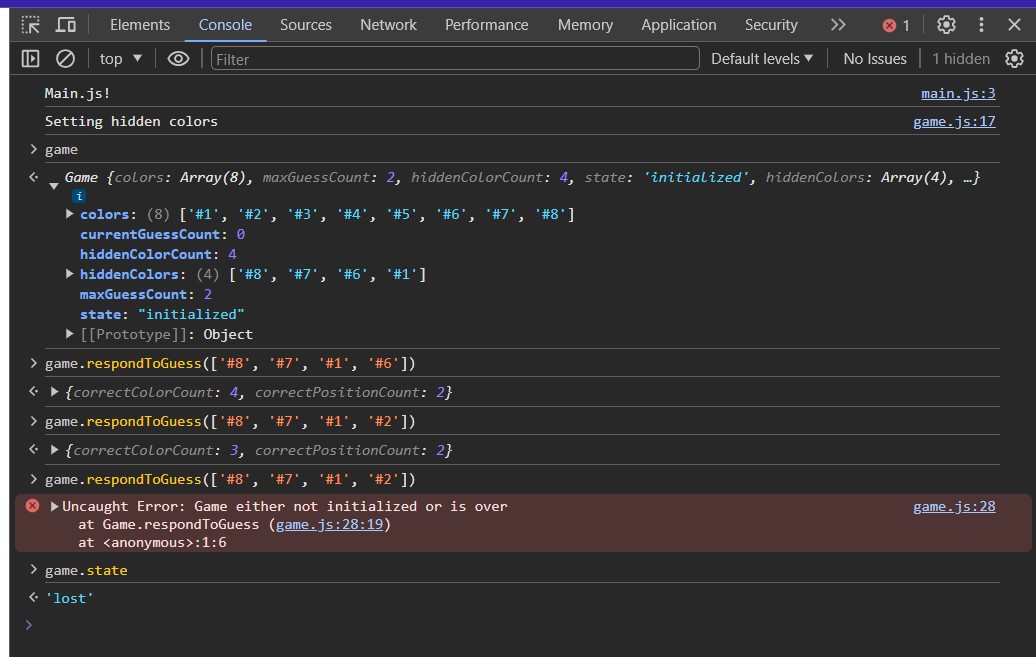 Elements Console Sources Network Performance Memory Application Security 1
top Filter Default levels No Issues 1 hidden
Main.js! main.js:3
Setting hidden colors game.js:17
> game
Game {colors: Array(8), maxGuessCount: 2, hiddenColorCount: 4, state: 'initialized', hiddenColors: Array(4), …}
i
colors: (8) ['#1', '#2', '#3', '#4', '#5', '#6', '#7', '#8']
currentGuessCount: 0
hiddenColorCount: 4
hiddenColors: (4) ['#8', '#7', '#6', '#1']
maxGuessCount: 2
state: "initialized"
[[Prototype]]: Object
> game.respondToGuess(['#8', '#7', '#1', '#6'])
{correctColorCount: 4, correctPositionCount: 2}
> game.respondToGuess(['#8', '#7', '#1', '#2'])
{correctColorCount: 3, correctPositionCount: 2}
> game.respondToGuess(['#8', '#7', '#1', '#2'])
Uncaught Error: Game either not initialized or is over game.js:28
at Game.respondToGuess (game.js:28:19)
at <anonymous>:1:6
> game.state
'lost'
>